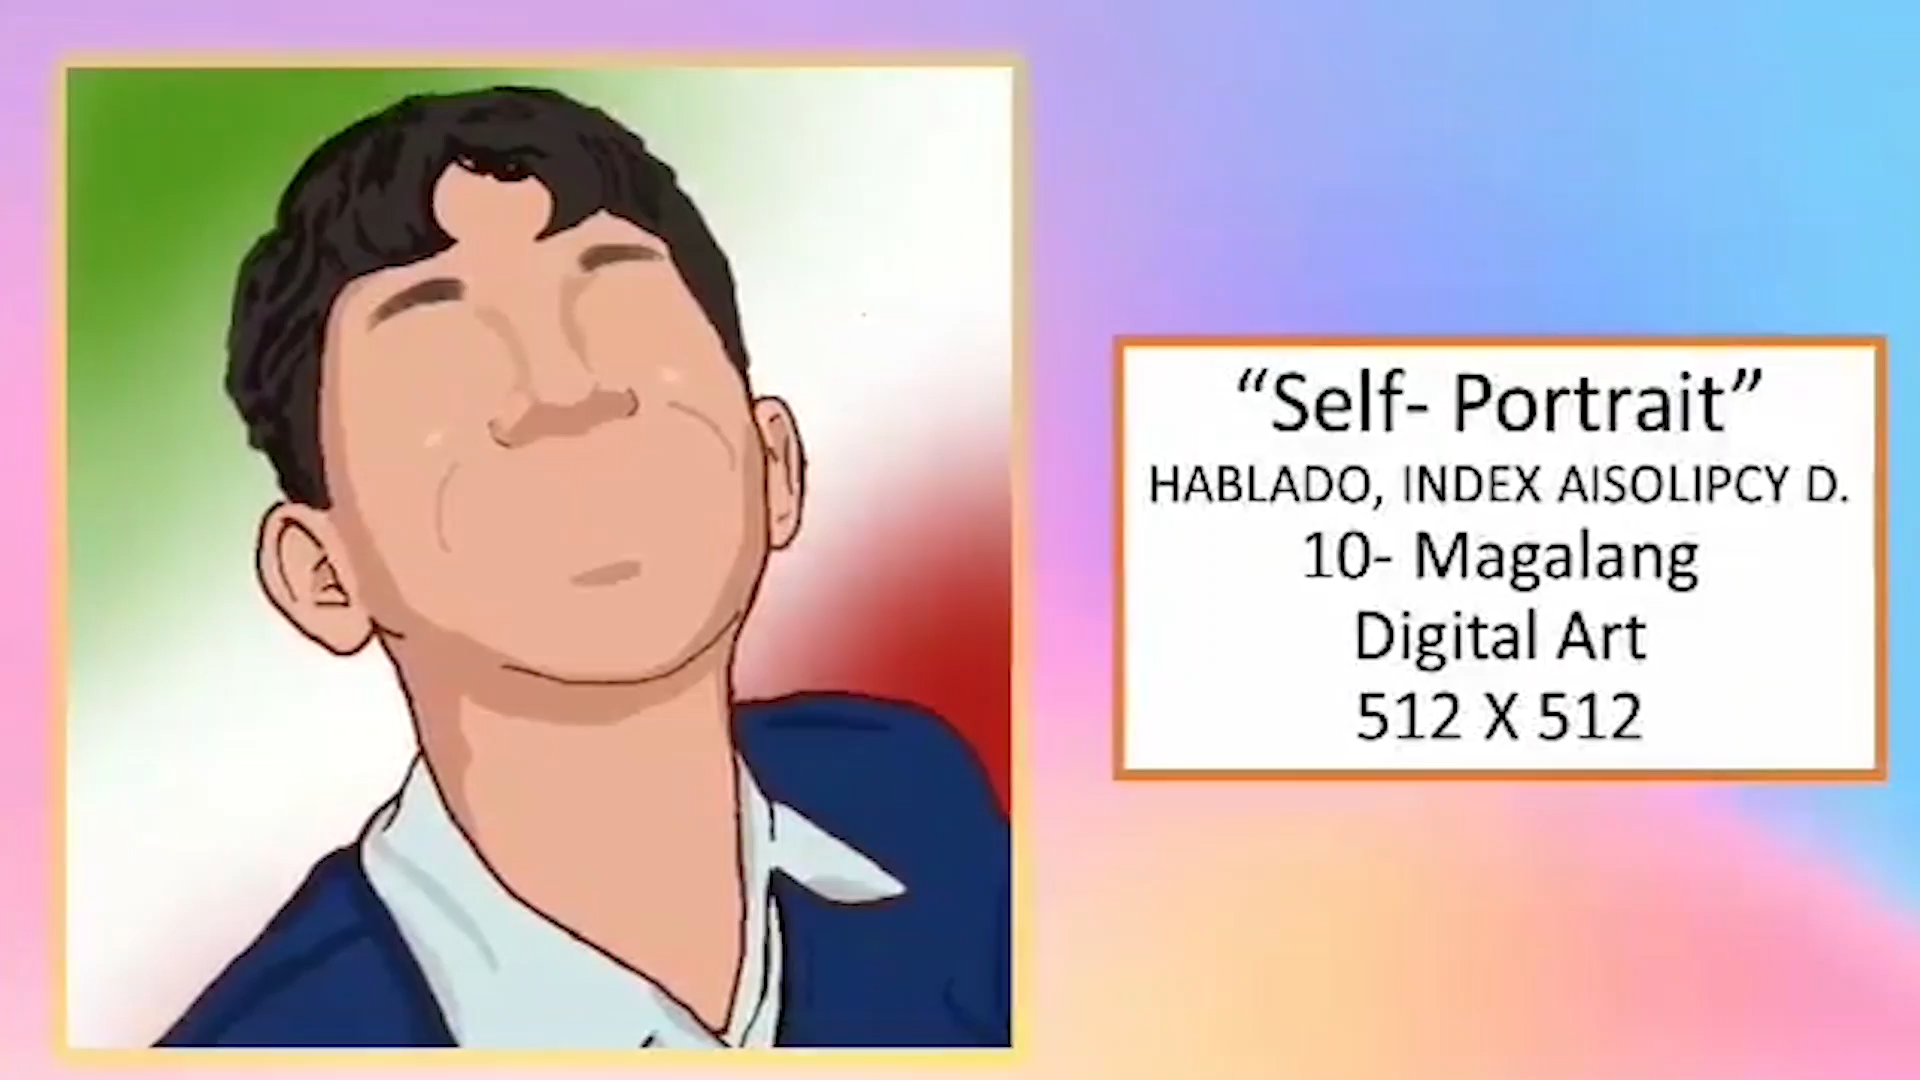 “Self- Portrait”
HABLADO, INDEX AISOLIPCY D.
10- Magalang
Digital Art
512 X 512